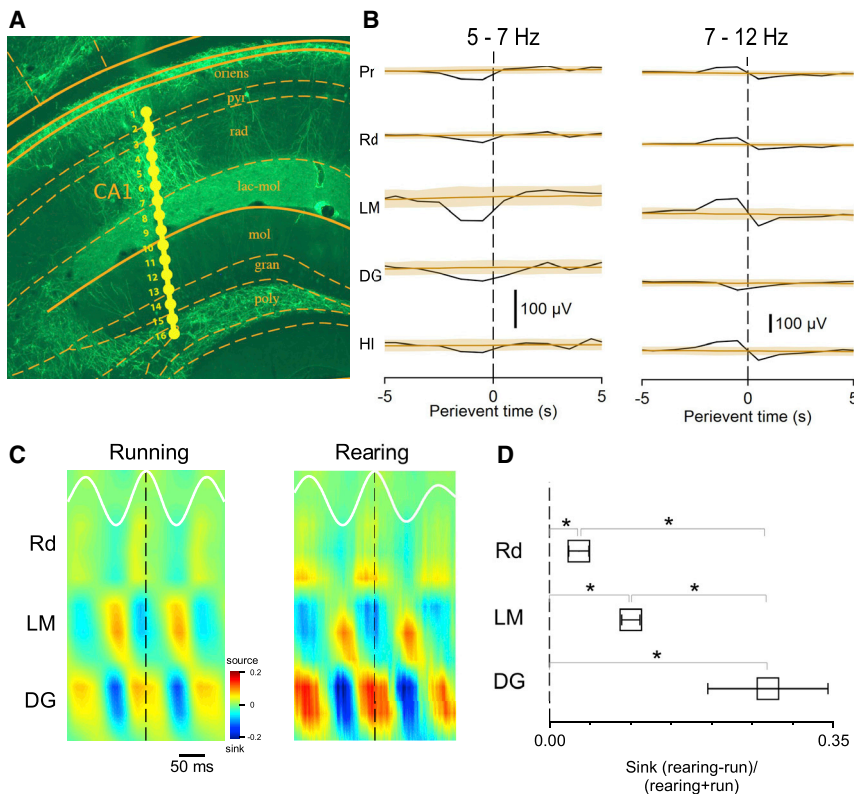 A
oriens
pyr
rad
CA1
lac-mol
mol
gran
poly
1
2
3
4
5
6
7
8
9
10
11
12
13
14
15
16
B
5 - 7 Hz
7 - 12 Hz
Pr
Rd
LM
DG
HI
100 µV
100 µV
-5 0 5
-5 0 5
Perievent time (s)
Perievent time (s)
C
Running
Rearing
Rd
LM
DG
source
0.2
-0.2
sink
50 ms
D
Rd
LM
DG
* *
* *
*
0.00 0.35
Sink (rearing-run)/
(rearing+run)